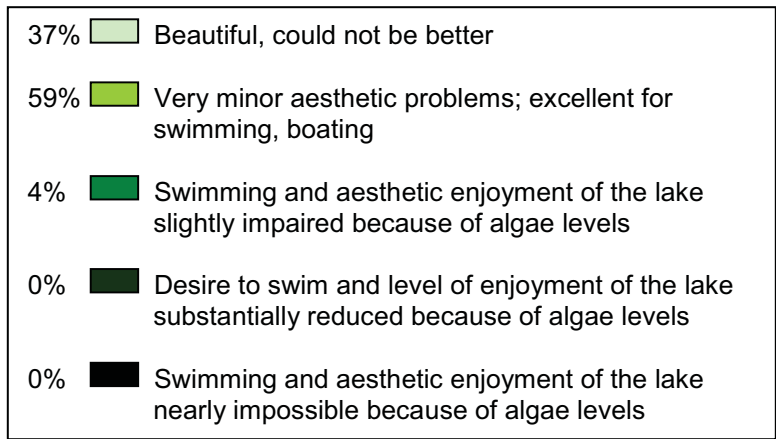 37% Beautiful, could not be better
59% Very minor aesthetic problems; excellent for
swimming, boating
4% Swimming and aesthetic enjoyment of the lake
slightly impaired because of algae levels
0% Desire to swim and level of enjoyment of the lake
substantially reduced because of algae levels
0% Swimming and aesthetic enjoyment of the lake
nearly impossible because of algae levels